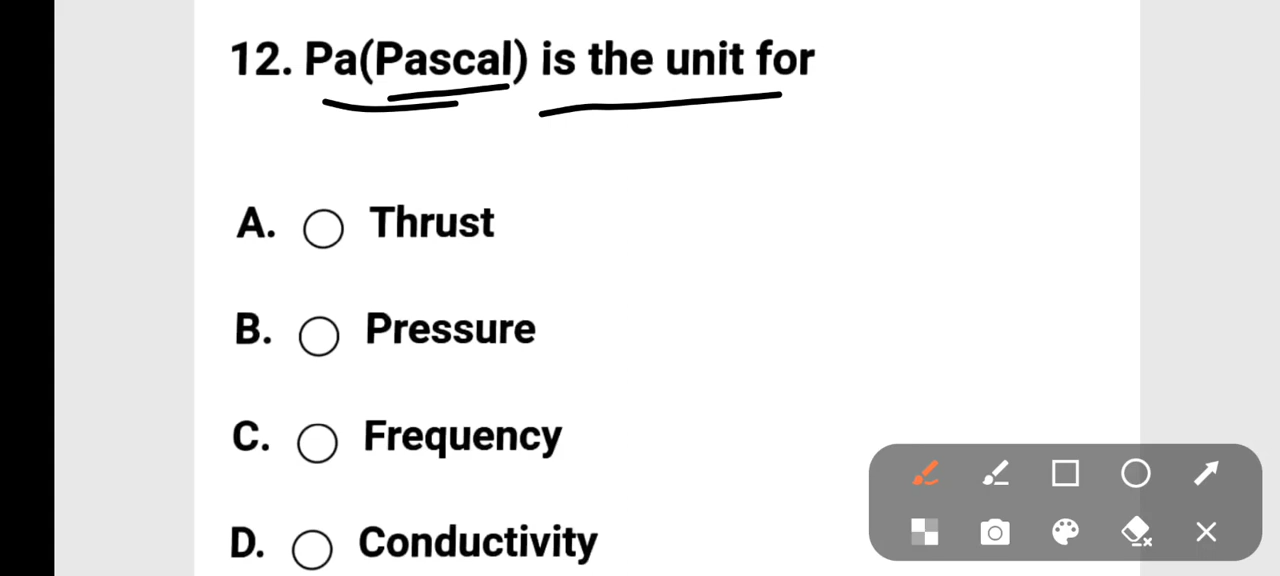 12. Pa(Pascal) is the unit for
A. Thrust
B. Pressure
C. Frequency
D. Conductivity